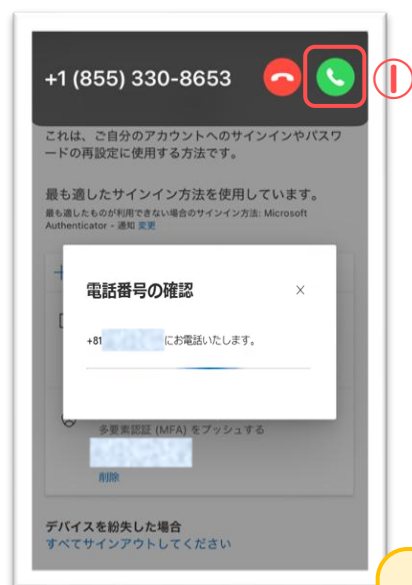 +1 (855) 330-8653
①
これは、ご自分のアカウントへのサインインやパスワ
ードの再設定に使用する方法です。
最も適したサインイン方法を使用しています。
最も適したものが利用できない場合のサインイン方法: Microsoft
Authenticator - 通知 変更
電話番号の確認
+81 にお電話いたします。
多要素認証 (MFA) をプッシュする
削除
デバイスを紛失した場合
すべてサインアウトしてください